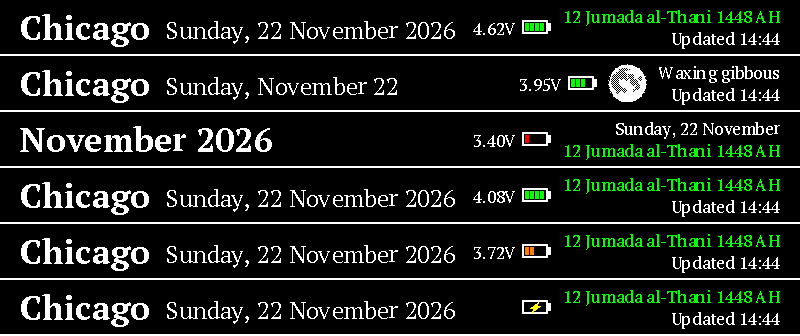 Chicago Sunday, 22 November 2026 4.62V 12 Jumada al-Thani 1448 AH
Updated 14:44
Chicago Sunday, November 22 3.95V Waxing gibbous
Updated 14:44
November 2026 3.40V Sunday, 22 November
12 Jumada al-Thani 1448 AH
Chicago Sunday, 22 November 2026 4.08V 12 Jumada al-Thani 1448 AH
Updated 14:44
Chicago Sunday, 22 November 2026 3.72V 12 Jumada al-Thani 1448 AH
Updated 14:44
Chicago Sunday, 22 November 2026 12 Jumada al-Thani 1448 AH
Updated 14:44